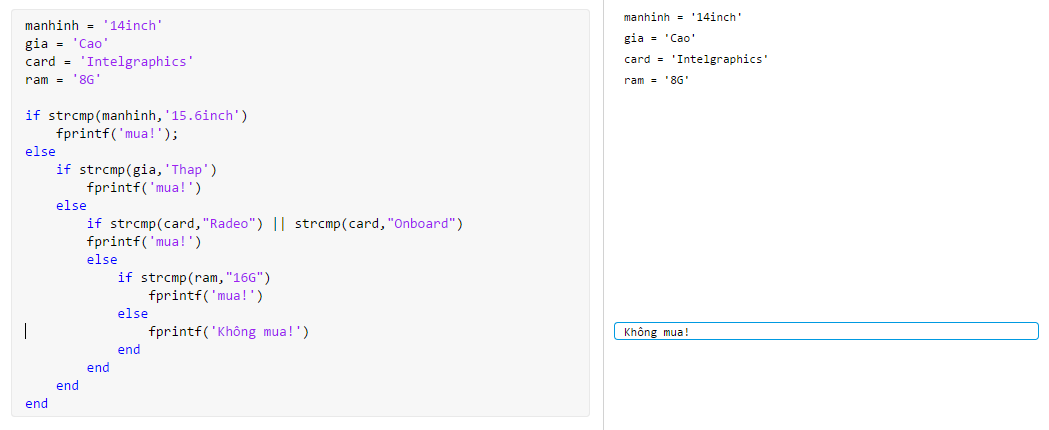 manhinh = '14inch'
gia = 'Cao'
card = 'Intelgraphics'
ram = '8G'
if strcmp(manhinh,'15.6inch')
    fprintf('mua!');
else
    if strcmp(gia,'Thap')
        fprintf('mua!')
    else
        if strcmp(card,"Radeo") || strcmp(card,"Onboard")
        fprintf('mua!')
        else
            if strcmp(ram,"16G")
                fprintf('mua!')
            else
                fprintf('Không mua!')
            end
        end
    end
end
manhinh = '14inch'
gia = 'Cao'
card = 'Intelgraphics'
ram = '8G'
Không mua!